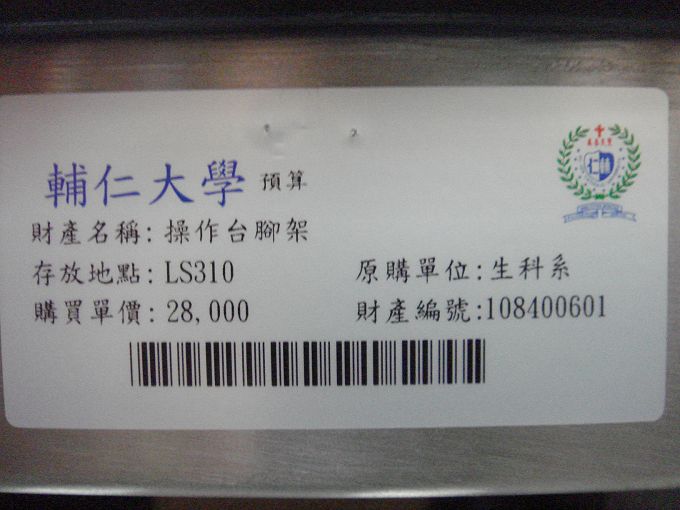 輔仁大學 預算
財產名稱: 操作台腳架
存放地點: LS310 原購單位: 生科系
購買單價: 28,000 財產編號:108400601